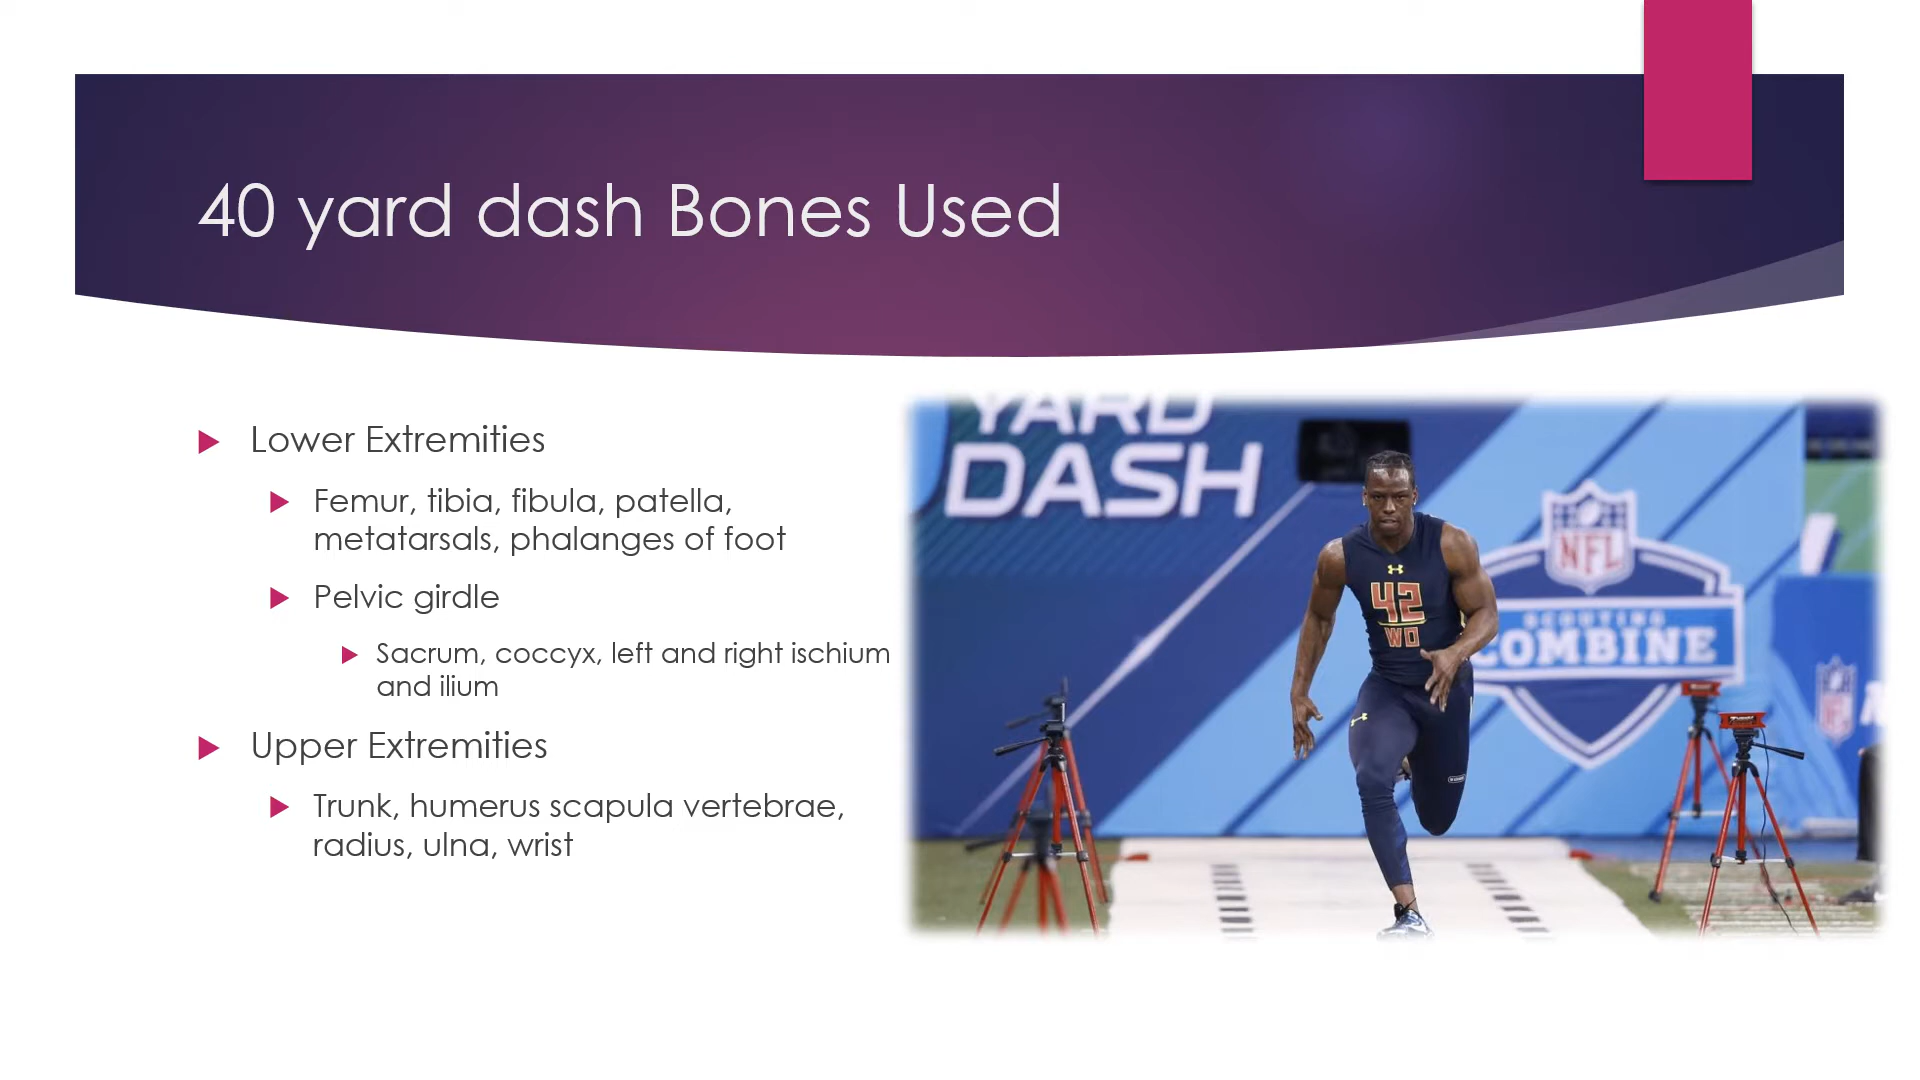 40 yard dash Bones Used
Lower Extremities
Femur, tibia, fibula, patella,
metatarsals, phalanges of foot
Pelvic girdle
Sacrum, coccyx, left and right ischium
and ilium
Upper Extremities
Trunk, humerus scapula vertebrae,
radius, ulna, wrist
YARD
DASH
42
WO
NFL
SCOUTING
COMBINE
NFL